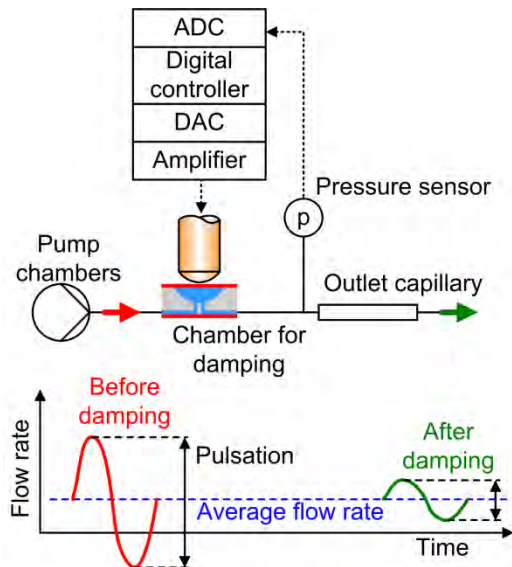 ADC
Digital
controller
DAC
Amplifier
Pressure sensor
p
Pump
chambers
Outlet capillary
Chamber for
damping
Before
damping
After
damping
Pulsation
Flow rate
Average flow rate
Time